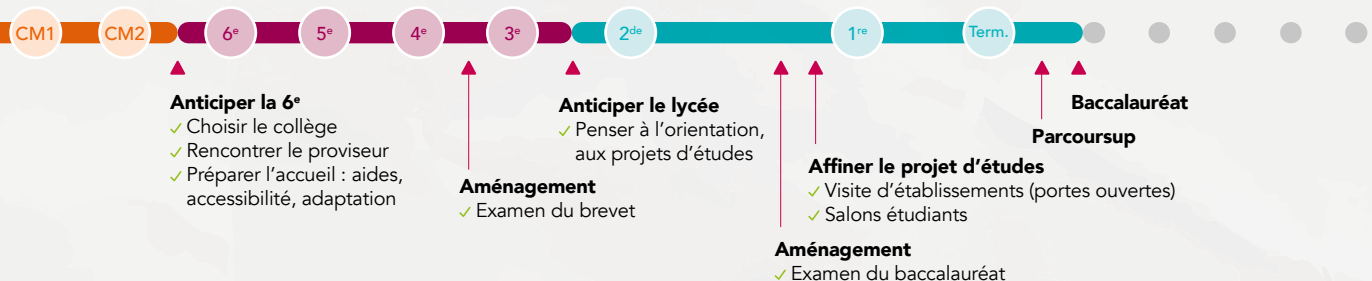 CM1 CM2 6e 5e 4e 3e 2de 1re Term.
Anticiper la 6e
✓ Choisir le collège
✓ Rencontrer le proviseur
✓ Préparer l’accueil : aides,
accessibilité, adaptation
Aménagement
✓ Examen du brevet
Anticiper le lycée
✓ Penser à l’orientation,
aux projets d’études
Aménagement
✓ Examen du baccalauréat
Affiner le projet d’études
✓ Visite d’établissements (portes ouvertes)
✓ Salons étudiants
Parcoursup
Baccalauréat